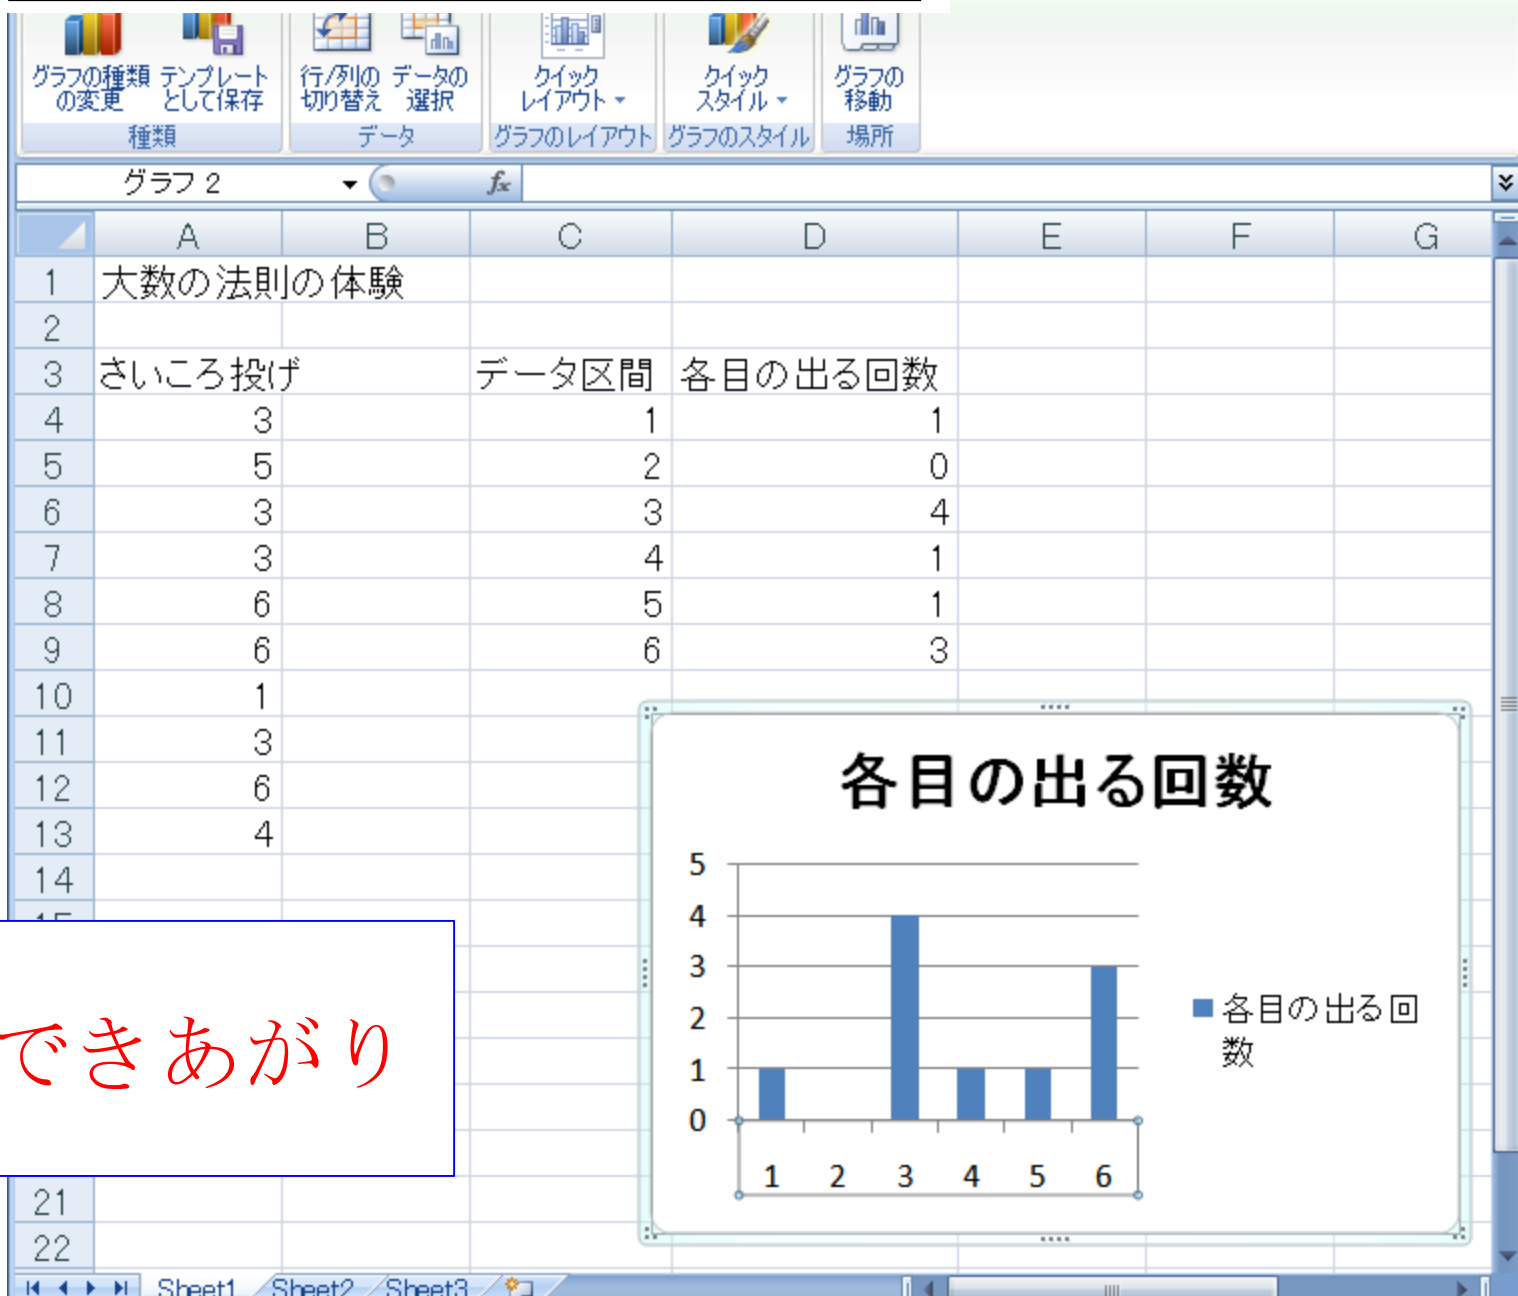 グラフの種類の変更 テンプレートとして保存 行/列の切り替え データの選択 クイックレイアウト クイックスタイル グラフの移動
種類 データ グラフのレイアウト グラフのスタイル 場所
グラフ 2 fx
A B C D E F G
1 大数の法則の体験
2
3 さいころ投げ データ区間 各目の出る回数
4 3 1 1
5 5 2 0
6 3 3 4
7 3 4 1
8 6 5 1
9 6 6 3
10 1
11 3
12 6
13 4
14
21
22
各目の出る回数
5
4
3
2
1
0
1 2 3 4 5 6
各目の出る回
数
できあがり
Sheet1 Sheet2 Sheet3